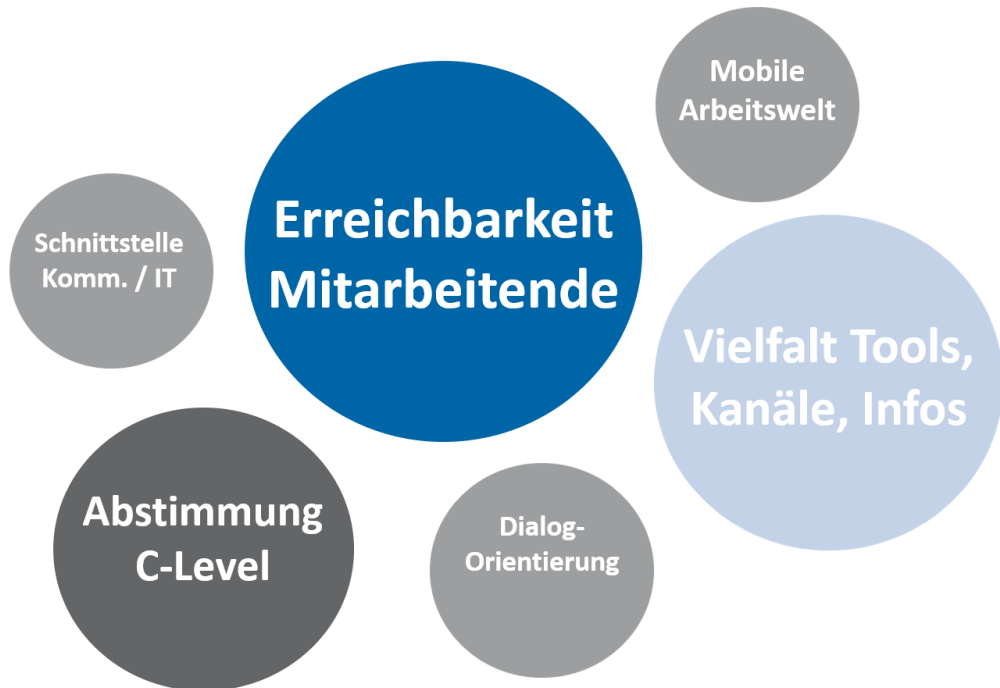 Mobile
Arbeitswelt
Erreichbarkeit
Mitarbeitende
Schnittstelle
Komm. / IT
Vielfalt Tools,
Kanäle, Infos
Abstimmung
C-Level
Dialog-
Orientierung